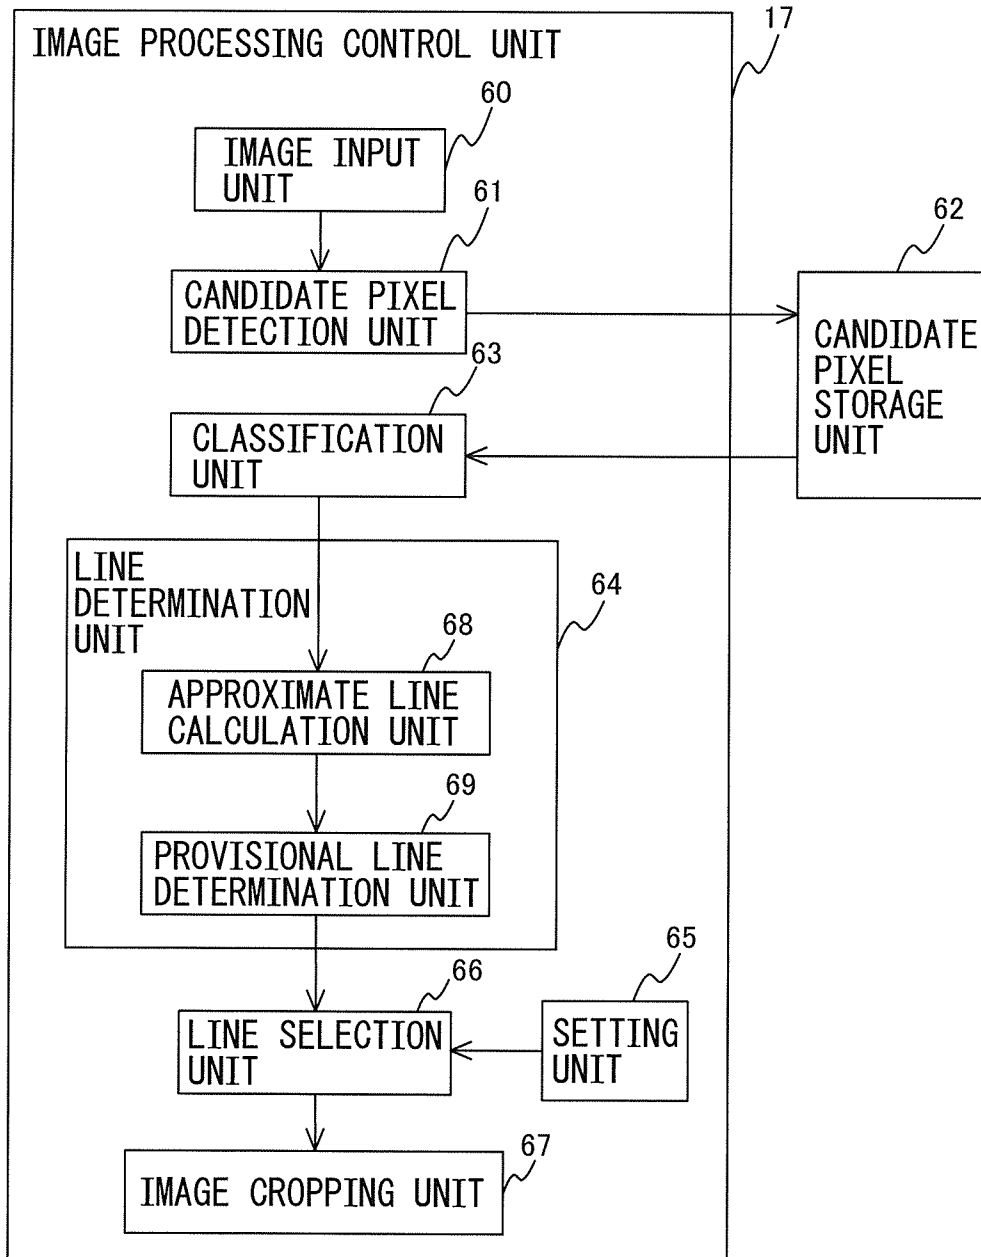 17
IMAGE PROCESSING CONTROL UNIT
60
IMAGE INPUT
UNIT
61
CANDIDATE PIXEL
DETECTION UNIT
62
CANDIDATE
PIXEL
STORAGE
UNIT
63
CLASSIFICATION
UNIT
LINE
DETERMINATION
UNIT
64
68
APPROXIMATE LINE
CALCULATION UNIT
69
PROVISIONAL LINE
DETERMINATION UNIT
65
66
LINE SELECTION
UNIT
SETTING
UNIT
67
IMAGE CROPPING UNIT